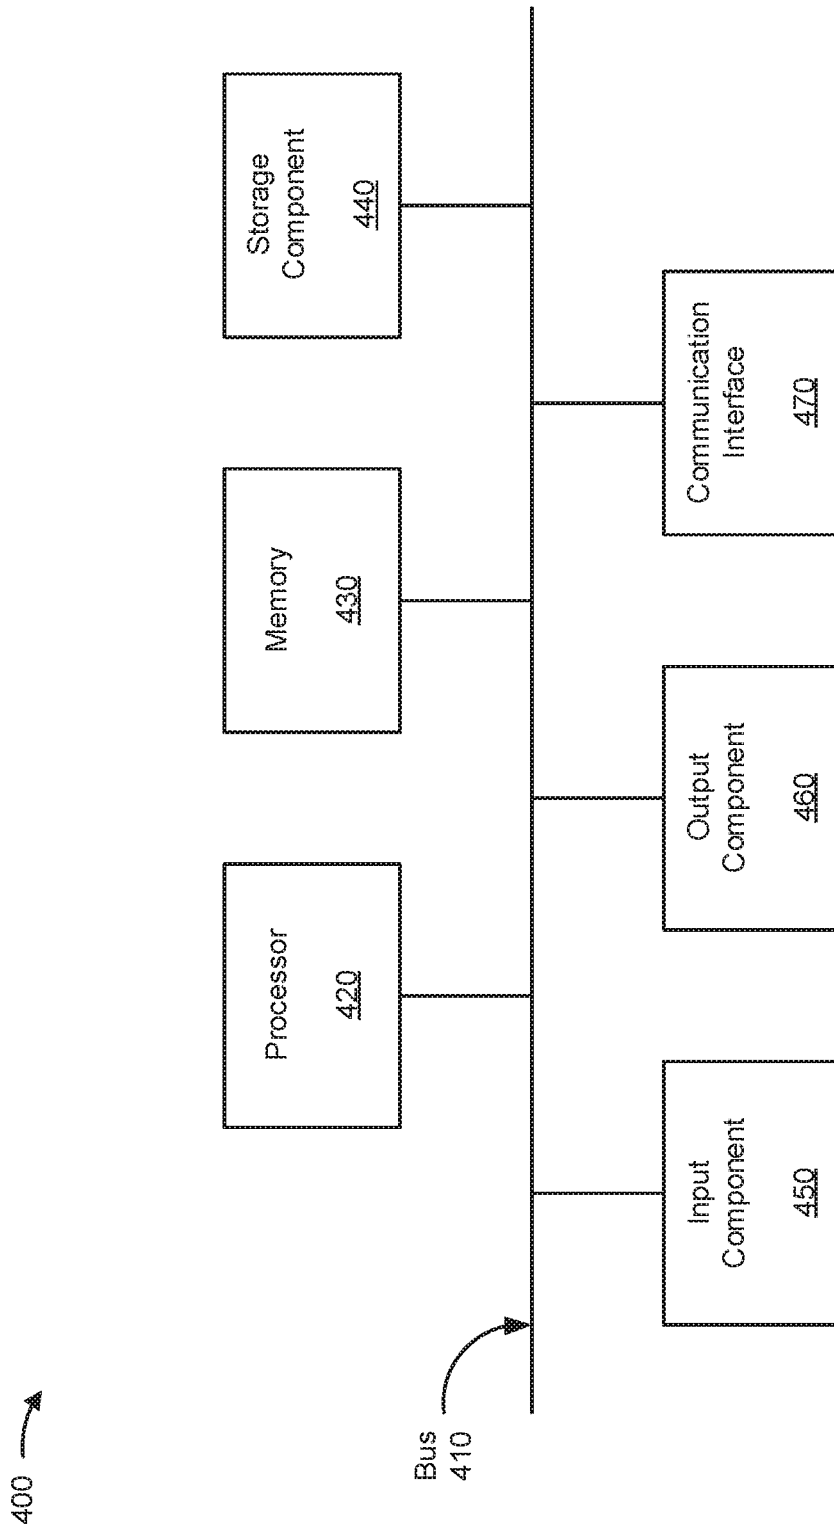 400
Bus
410
Processor
420
Memory
430
Storage
Component
440
Input
Component
450
Output
Component
460
Communication
Interface
470